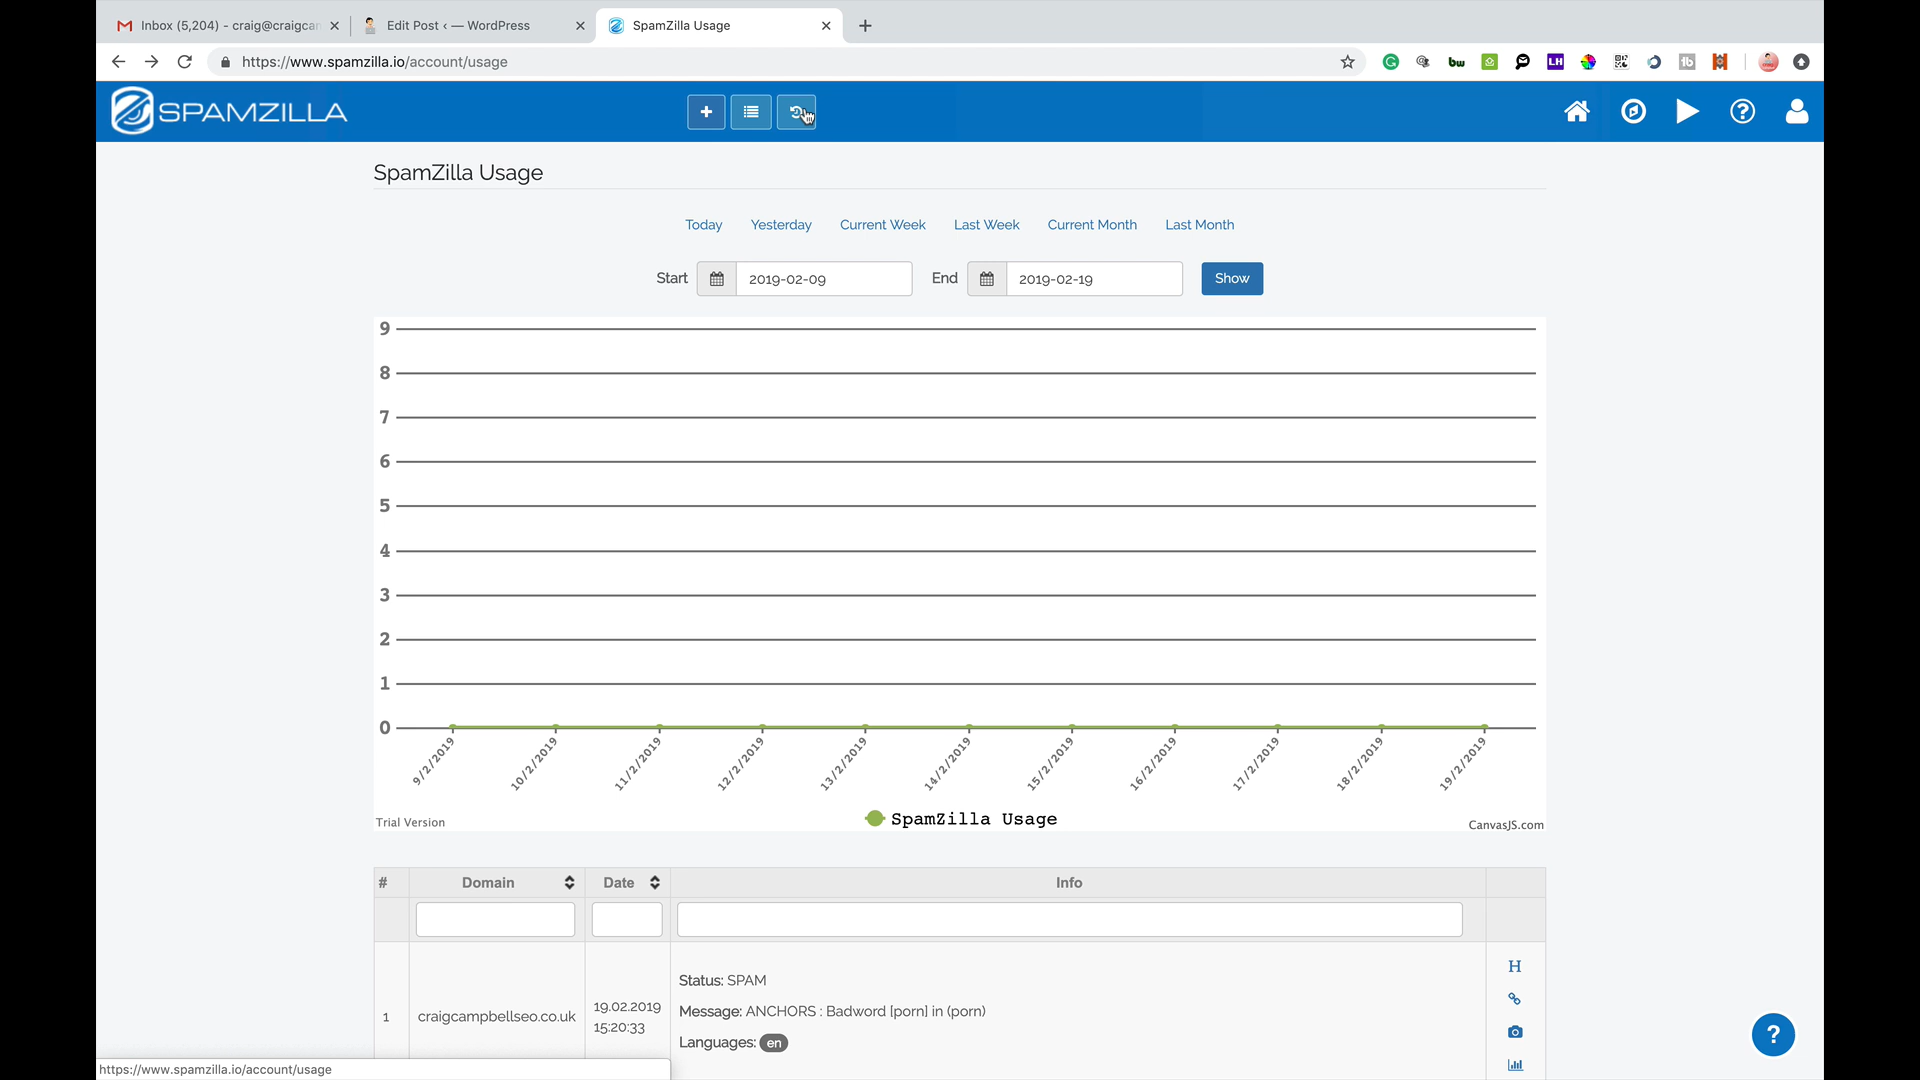 Inbox (5,204) - craig@craigcan
Edit Post ‹ — WordPress
SpamZilla Usage
https://www.spamzilla.io/account/usage
SPAMZILLA
SpamZilla Usage
Today Yesterday Current Week Last Week Current Month Last Month
Start 2019-02-09 End 2019-02-19 Show
9
8
7
6
5
4
3
2
1
0
9/2/2019 10/2/2019 11/2/2019 12/2/2019 13/2/2019 14/2/2019 15/2/2019 16/2/2019 17/2/2019 18/2/2019 19/2/2019
SpamZilla Usage
Trial Version
CanvasJS.com
# Domain Date Info
1 craigcampbellseo.co.uk 19.02.2019
15:20:33
Status: SPAM
Message: ANCHORS : Badword [porn] in (porn)
Languages: en
H
?
https://www.spamzilla.io/account/usage